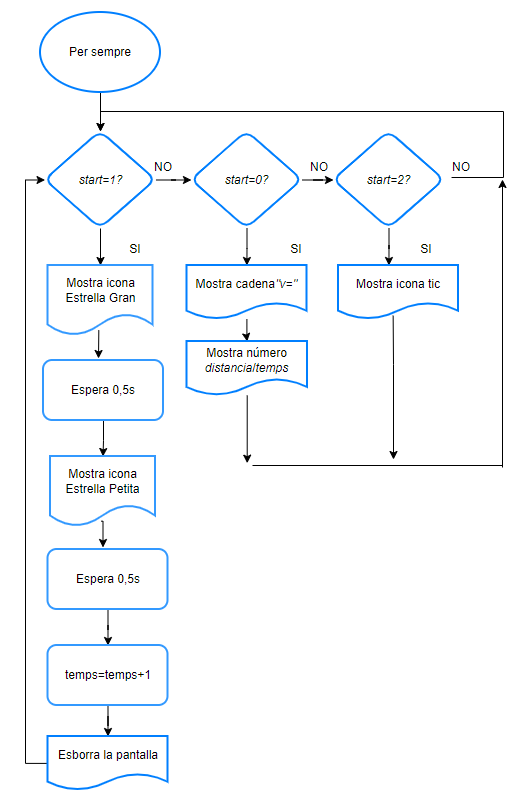 Per sempre
start=1?
NO
start=0?
NO
start=2?
NO
SI
SI
SI
Mostra icona
Estrella Gran
Mostra cadena"v="
Mostra icona tic
Mostra número
distancia/temps
Espera 0,5s
Mostra icona
Estrella Petita
Espera 0,5s
temps=temps+1
Esborra la pantalla